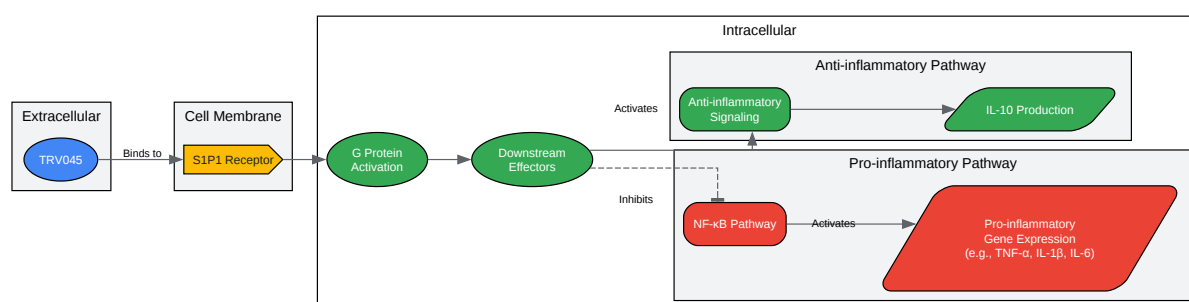 Intracellular
Anti-inflammatory Pathway
Extracellular
Cell Membrane
Activates
Anti-inflammatory
Signaling
IL-10 Production
TRV045
Binds to
S1P1 Receptor
G Protein
Activation
Downstream
Effectors
Pro-inflammatory Pathway
Inhibits
NF-κB Pathway
Activates
Pro-inflammatory
Gene Expression
(e.g., TNF-α, IL-1β, IL-6)